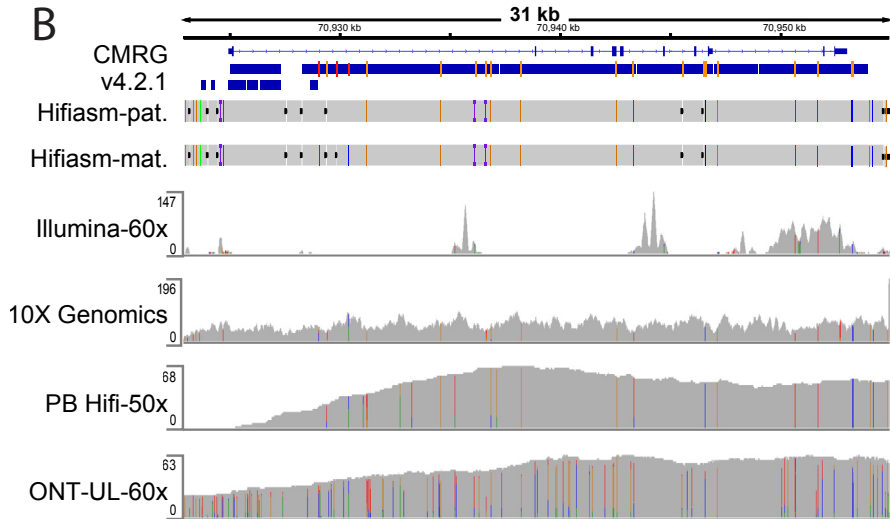 B
31 kb
70,930 kb 70,940 kb 70,950 kb
CMRG
v4.2.1
Hifiasm-pat.
Hifiasm-mat.
147
Illumina-60x
0
196
10X Genomics
0
68
PB Hifi-50x
0
63
ONT-UL-60x
0